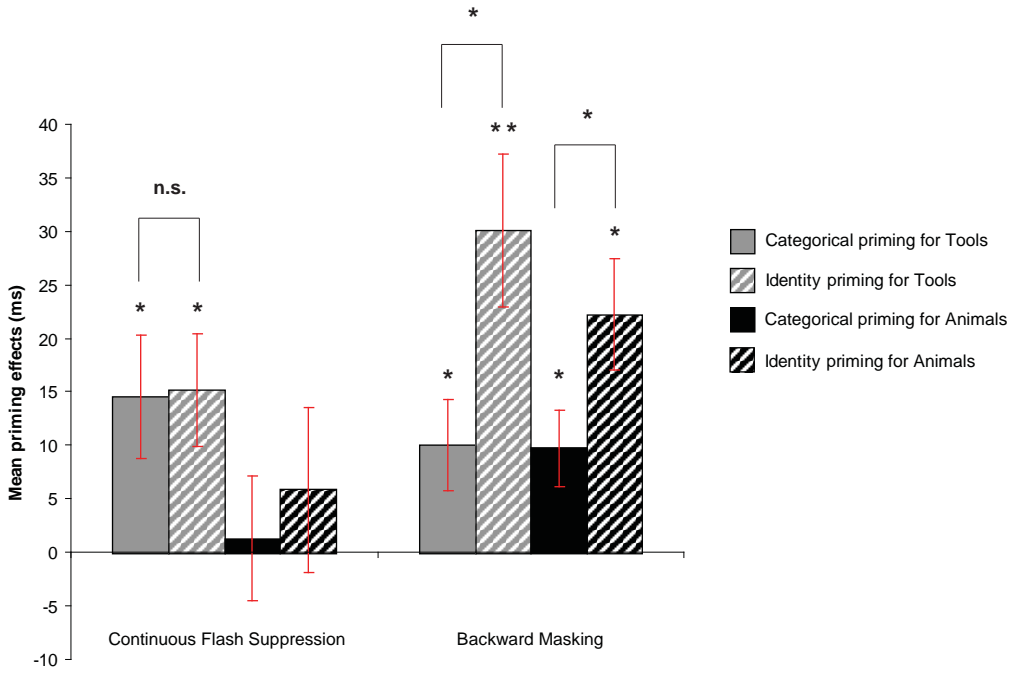 *
*
40
* *
35
n.s.
30
*
25
* *
20
15
* *
10
5
0
-5
-10
Mean priming effects (ms)
Continuous Flash Suppression
Backward Masking
Categorical priming for Tools
Identity priming for Tools
Categorical priming for Animals
Identity priming for Animals